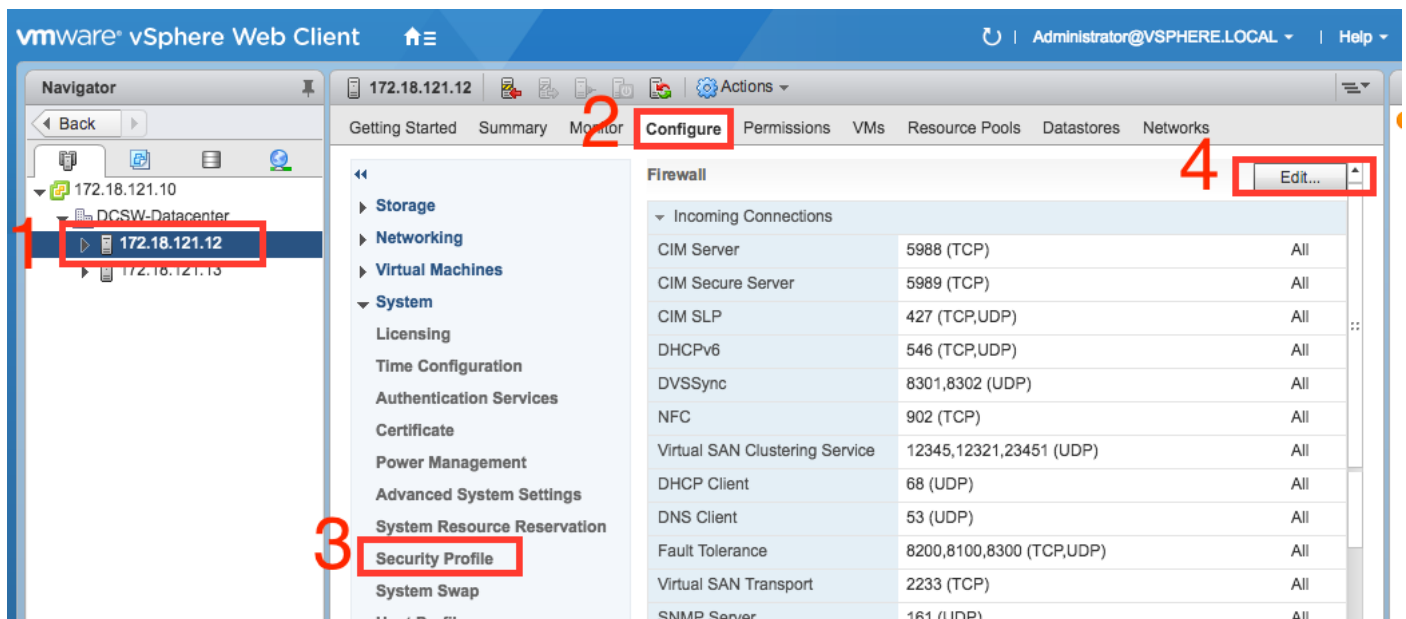 vmware® vSphere Web Client
Administrator@VSPHERE.LOCAL
Help
Navigator
172.18.121.12
Actions
Back
2
Getting Started Summary Monitor Configure Permissions VMs Resource Pools Datastores Networks
4
Firewall
Edit...
172.18.121.10
DCSW-Datacenter
1
172.18.121.12
172.18.121.13
Storage
Networking
Virtual Machines
System
Licensing
Time Configuration
Authentication Services
Certificate
Power Management
Advanced System Settings
System Resource Reservation
3
Security Profile
System Swap
Incoming Connections
CIM Server 5988 (TCP) All
CIM Secure Server 5989 (TCP) All
CIM SLP 427 (TCP,UDP) All
DHCPv6 546 (TCP,UDP) All
DVSSync 8301,8302 (UDP) All
NFC 902 (TCP) All
Virtual SAN Clustering Service 12345,12321,23451 (UDP) All
DHCP Client 68 (UDP) All
DNS Client 53 (UDP) All
Fault Tolerance 8200,8100,8300 (TCP,UDP) All
Virtual SAN Transport 2233 (TCP) All
SNMP Server 161 (UDP) All